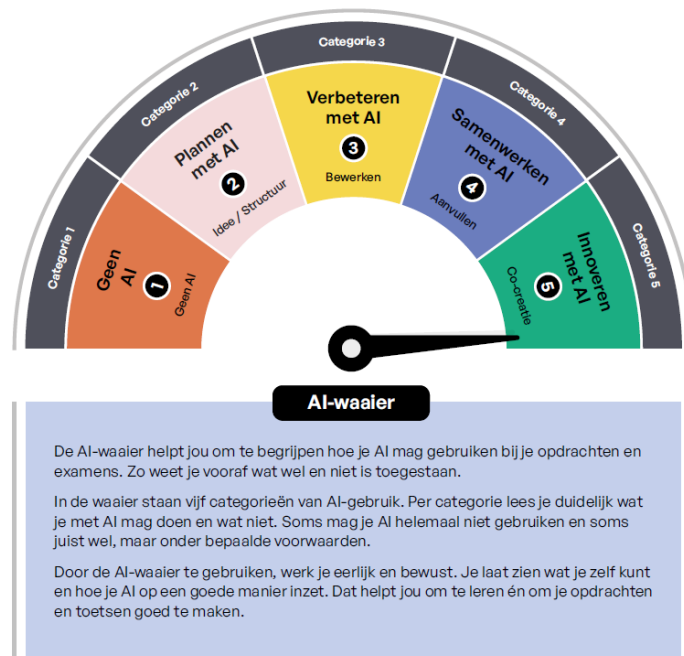 Categorie 1
Geen
AI
1
Geen AI
Categorie 2
Plannen
met AI
2
Idee / Structuur
Categorie 3
Verbeteren
met AI
3
Bewerken
Categorie 4
Samenwerken
met AI
4
Aanvullen
Categorie 5
Innoveren
met AI
5
Co-creatie
AI-waaier
De AI-waaier helpt jou om te begrijpen hoe je AI mag gebruiken bij je opdrachten en
examens. Zo weet je vooraf wat wel en niet is toegestaan.
In de waaier staan vijf categorieën van AI-gebruik. Per categorie lees je duidelijk wat
je met AI mag doen en wat niet. Soms mag je AI helemaal niet gebruiken en soms
juist wel, maar onder bepaalde voorwaarden.
Door de AI-waaier te gebruiken, werk je eerlijk en bewust. Je laat zien wat je zelf kunt
en hoe je AI op een goede manier inzet. Dat helpt jou om te leren én om je opdrachten
en toetsen goed te maken.